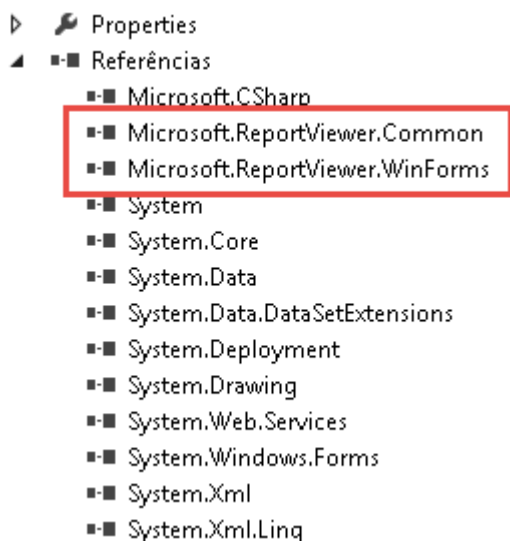 Properties
Referências
Microsoft.CSharp
Microsoft.ReportViewer.Common
Microsoft.ReportViewer.WinForms
System
System.Core
System.Data
System.Data.DataSetExtensions
System.Deployment
System.Drawing
System.Web.Services
System.Windows.Forms
System.Xml
System.Xml.Linq